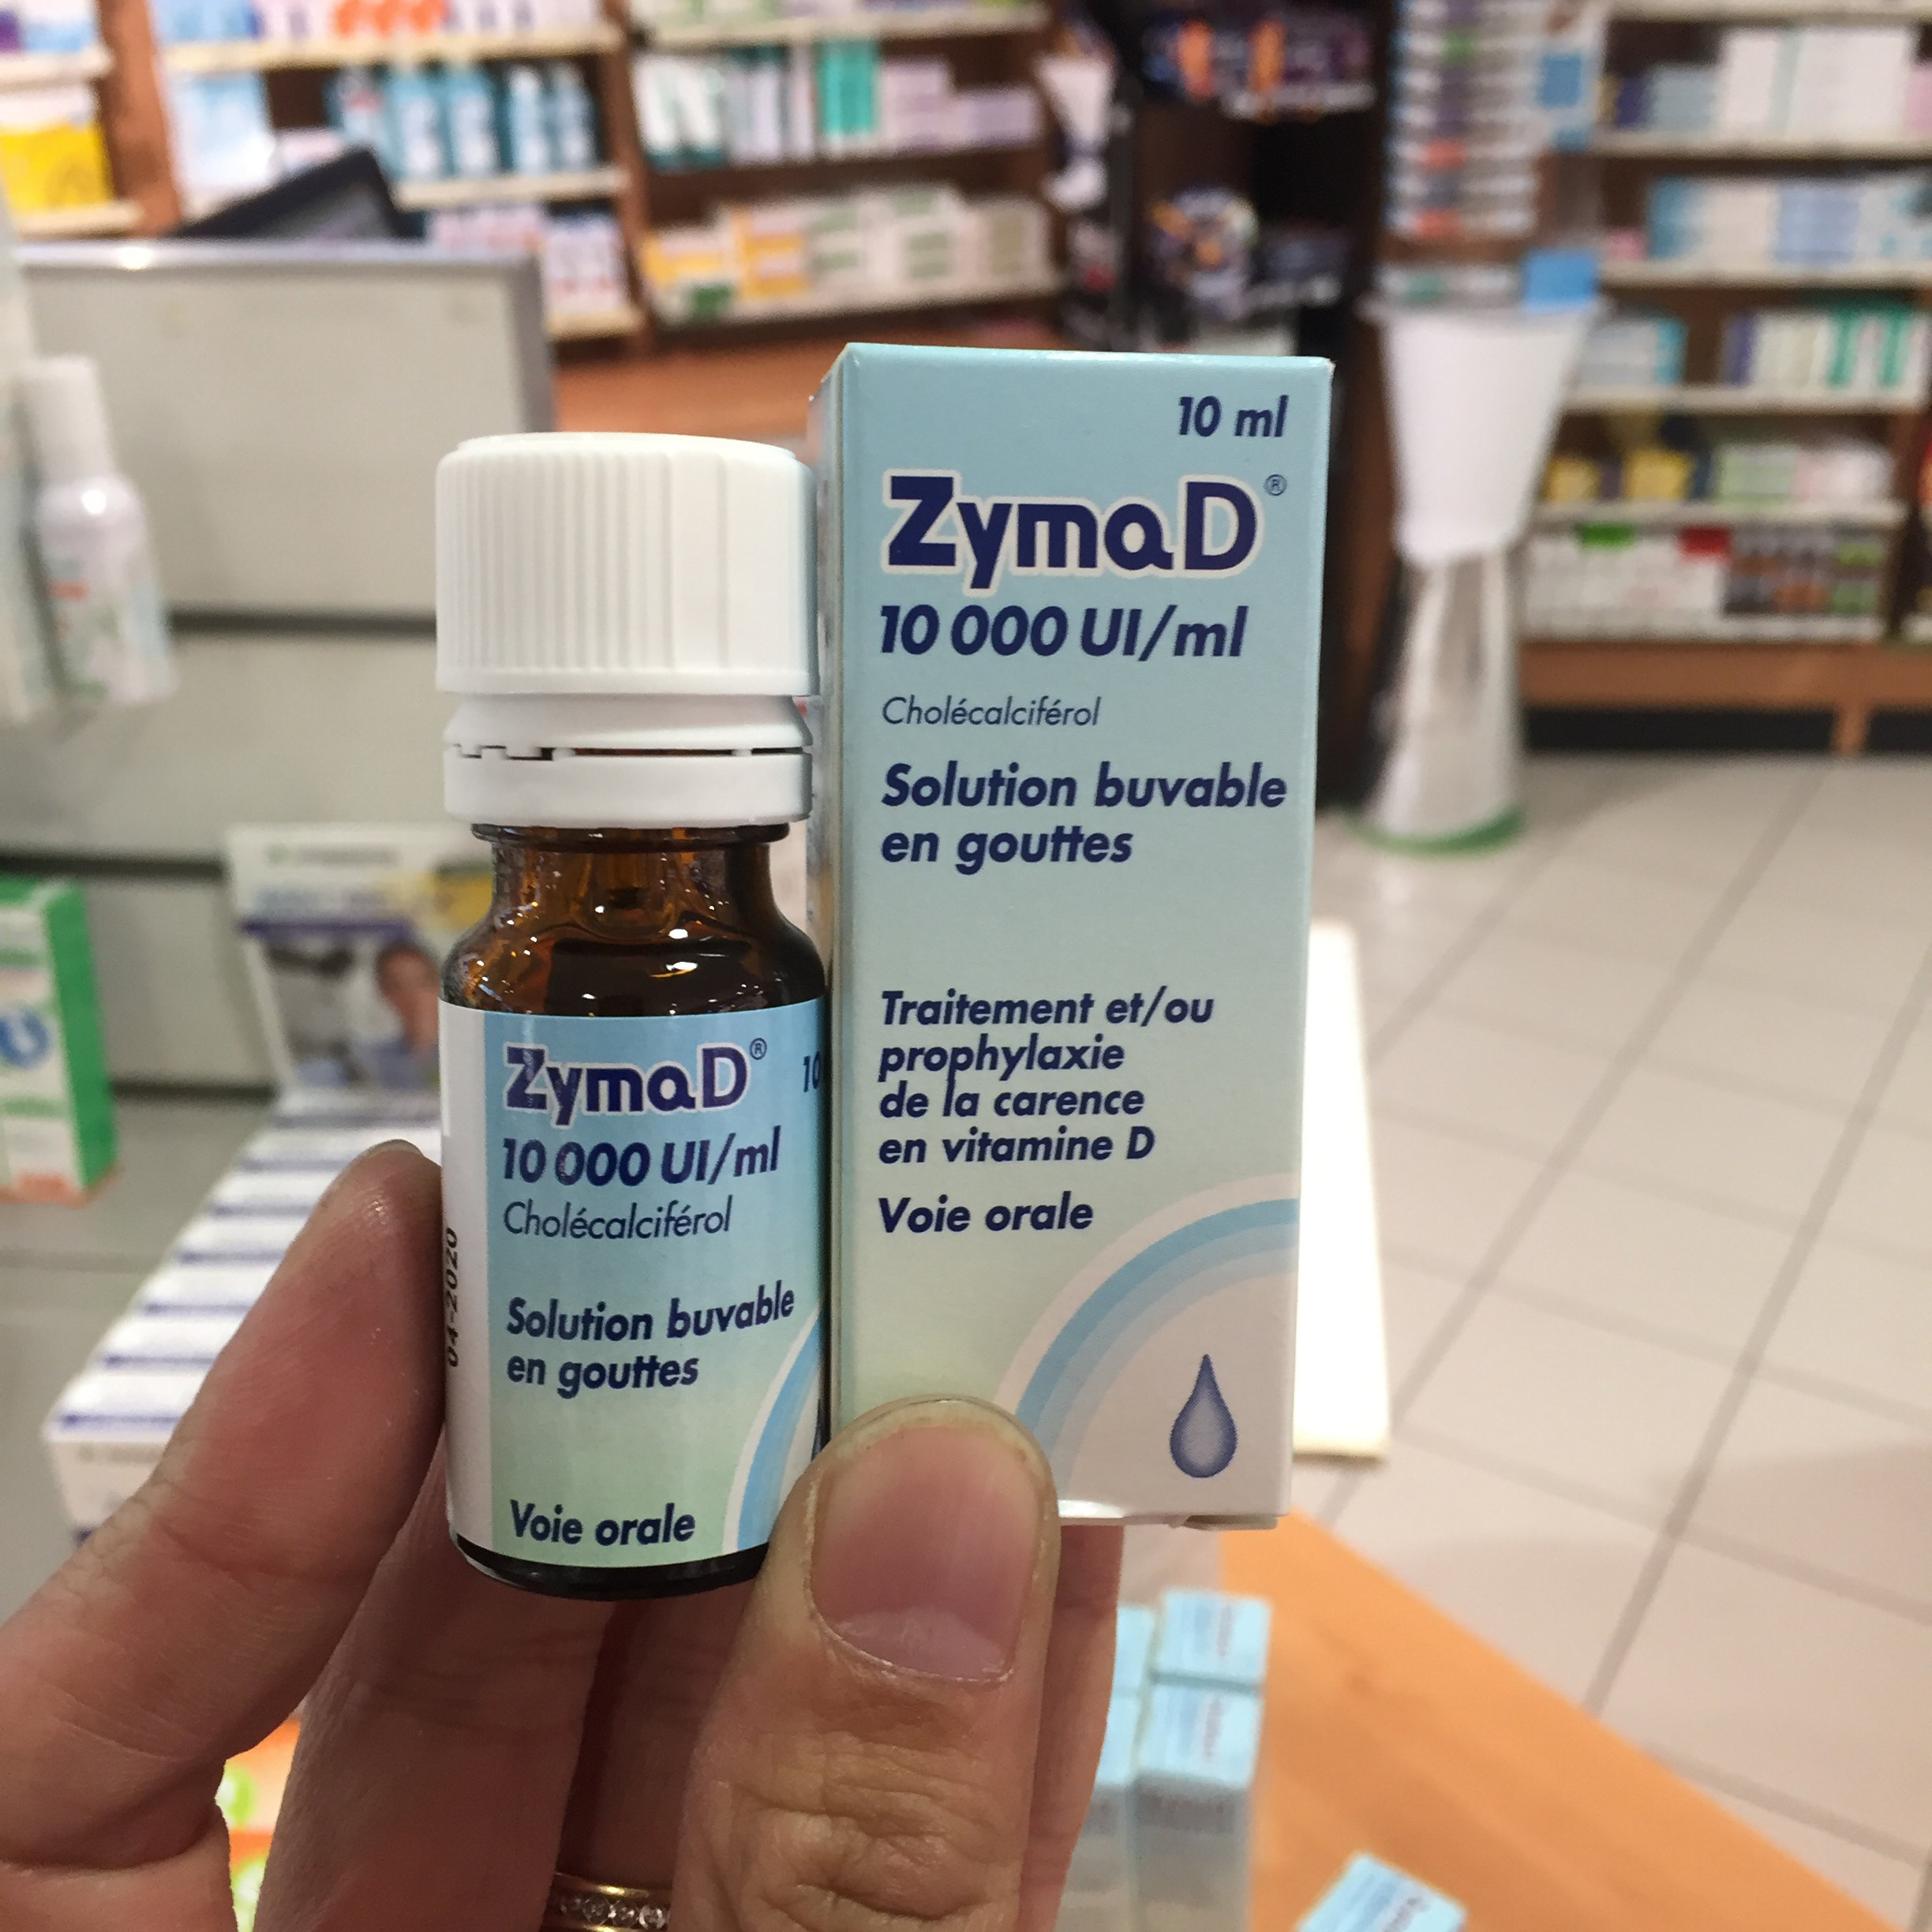 10 ml
ZymaD®
10 000 UI/ml
Cholécalciférol
Solution buvable
en gouttes
Traitement et/ou
prophylaxie
de la carence
en vitamine D
Voie orale
ZymaD®
10
10 000 UI/ml
Cholécalciférol
Solution buvable
en gouttes
Voie orale
04-2020